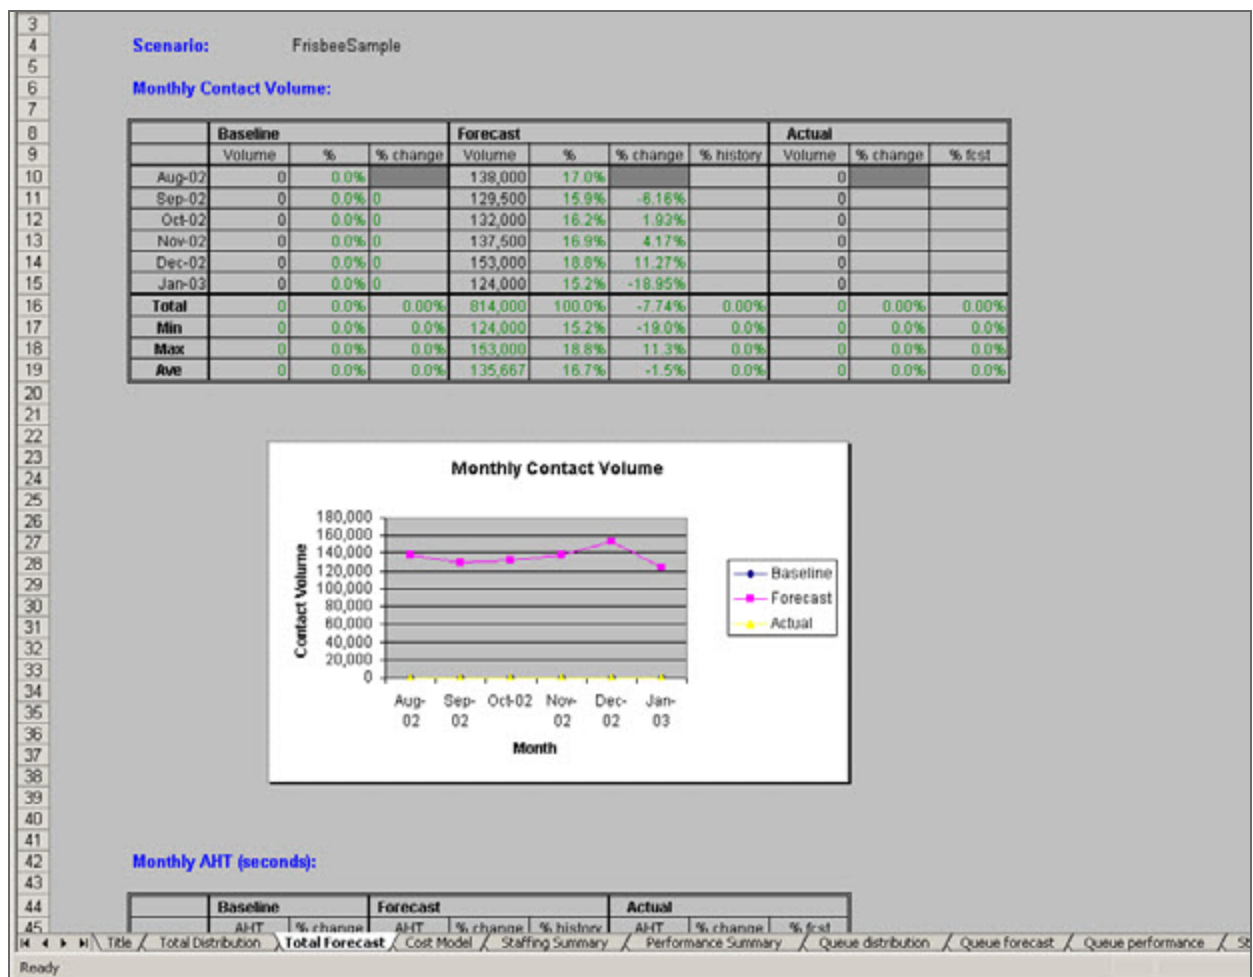 3
4 Scenario: FrisbeeSample
5
6 Monthly Contact Volume:
7
8 Baseline Forecast Actual
9 Volume % % change Volume % % change % history Volume % change % fcst
10 Aug-02 0 0.0% 138,000 17.0% 0
11 Sep-02 0 0.0% 0 129,500 15.9% -6.16% 0
12 Oct-02 0 0.0% 0 132,000 16.2% 1.93% 0
13 Nov-02 0 0.0% 0 137,500 16.9% 4.17% 0
14 Dec-02 0 0.0% 0 153,000 18.8% 11.27% 0
15 Jan-03 0 0.0% 0 124,000 15.2% -18.95% 0
16 Total 0 0.0% 0.00% 814,000 100.0% -7.74% 0.00% 0 0.00% 0.00%
17 Min 0 0.0% 0.0% 124,000 15.2% -19.0% 0.0% 0 0.0% 0.0%
18 Max 0 0.0% 0.0% 153,000 18.8% 11.3% 0.0% 0 0.0% 0.0%
19 Ave 0 0.0% 0.0% 135,667 16.7% -1.5% 0.0% 0 0.0% 0.0%
20
21
22
23
24
25
26
27
28
29
30
31
32
33
34
35
36
37
38
39
40
41
Monthly Contact Volume
Contact Volume
180,000
160,000
140,000
120,000
100,000
80,000
60,000
40,000
20,000
0
Aug-02 Sep-02 Oct-02 Nov-02 Dec-02 Jan-03
Month
Baseline
Forecast
Actual
42 Monthly AHT (seconds):
43
44 Baseline Forecast Actual
45 AHT % change AHT % change % history AHT % change % fcst
Title Total Distribution Total Forecast Cost Model Staffing Summary Performance Summary Queue distribution Queue forecast Queue performance St
Ready